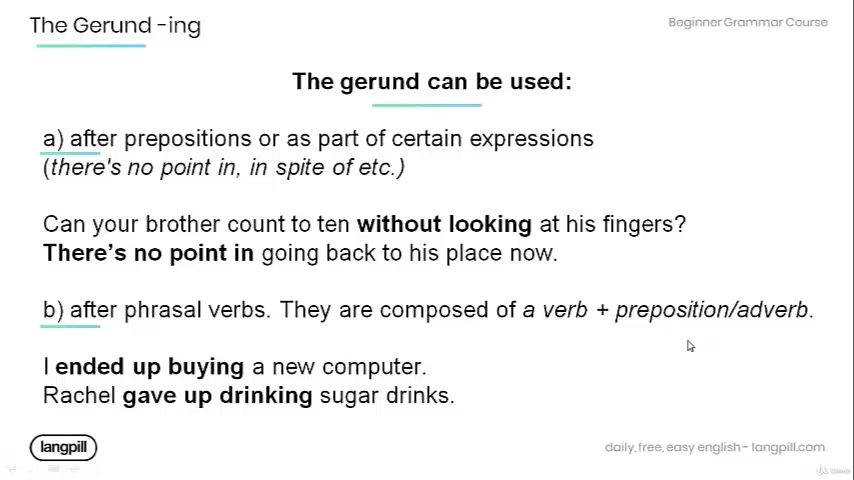 The Gerund -ing
Beginner Grammar Course
The gerund can be used:
a) after prepositions or as part of certain expressions
(there's no point in, in spite of etc.)
Can your brother count to ten without looking at his fingers?
There's no point in going back to his place now.
b) after phrasal verbs. They are composed of a verb + preposition/adverb.
I ended up buying a new computer.
Rachel gave up drinking sugar drinks.
langpill
daily, free, easy english - langpill.com